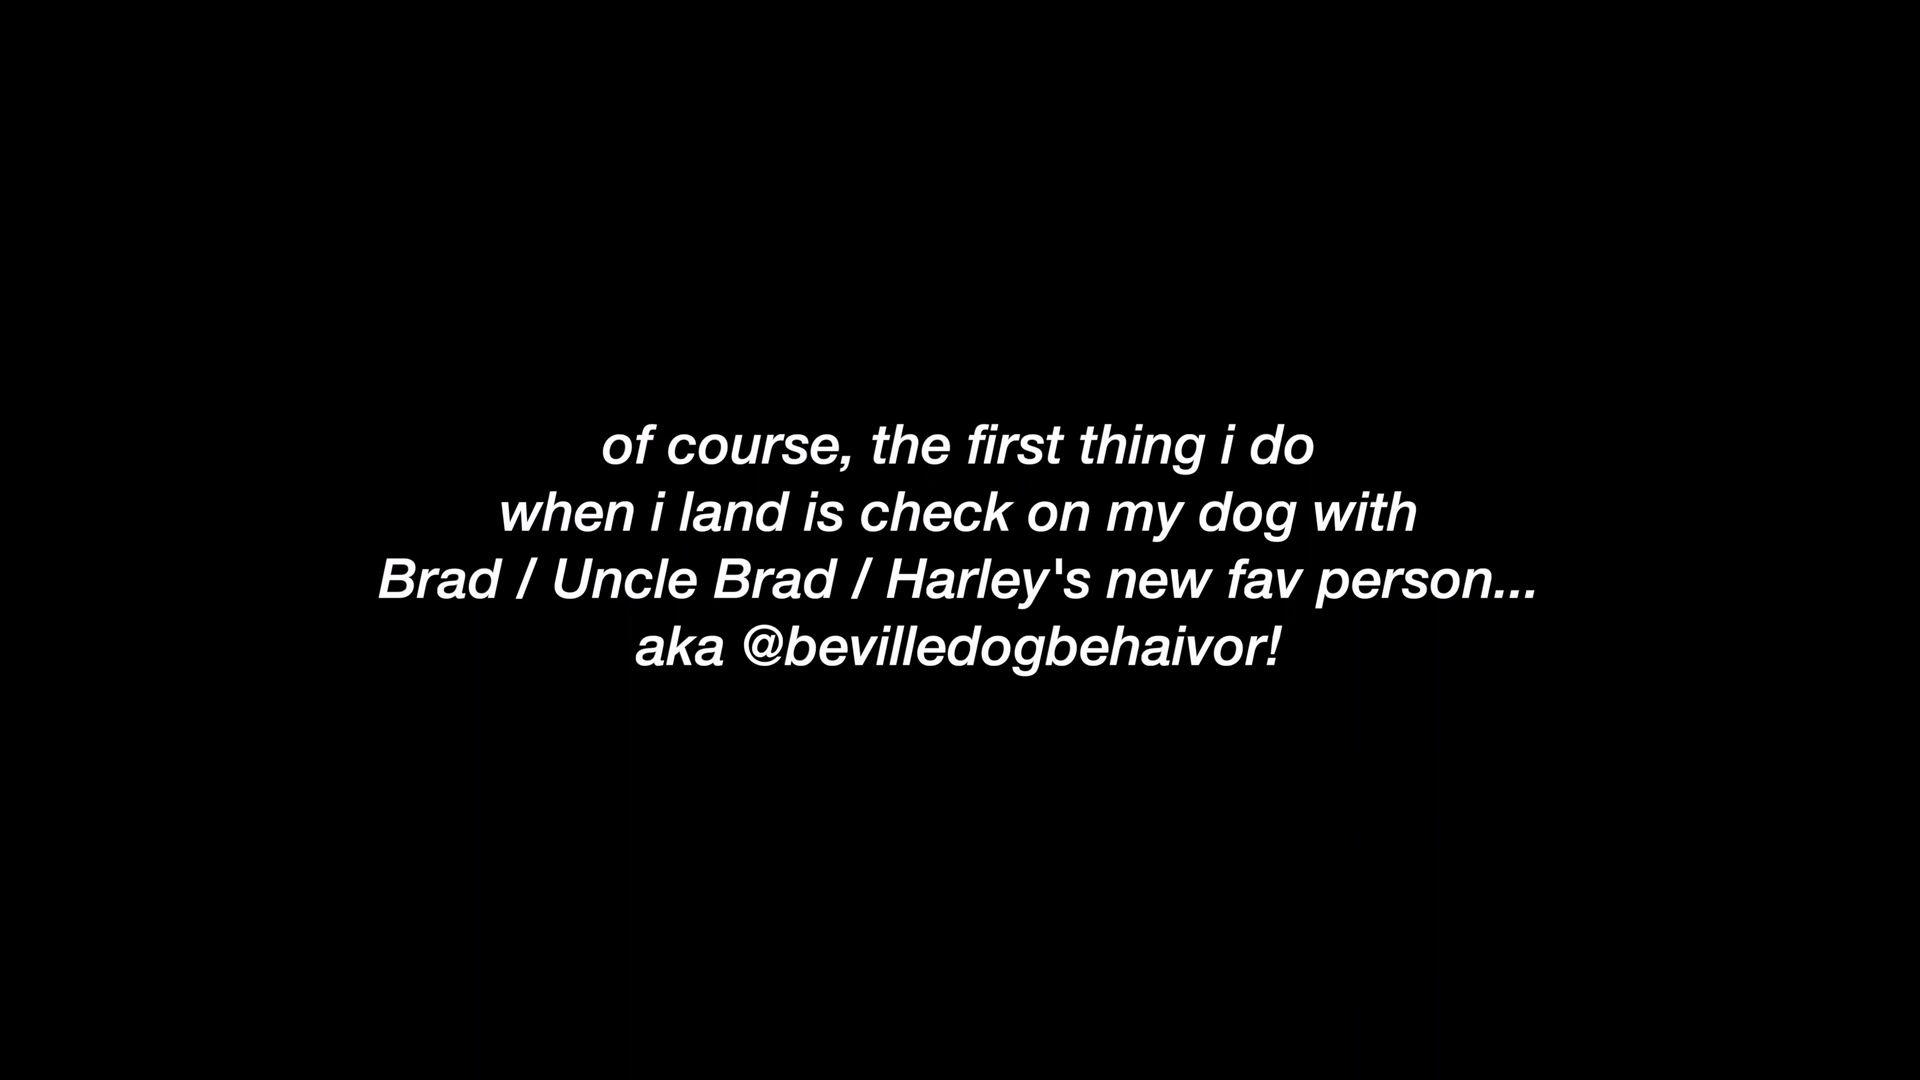 of course, the first thing i do
when i land is check on my dog with
Brad / Uncle Brad / Harley's new fav person...
aka @bevilledogbehaivor!